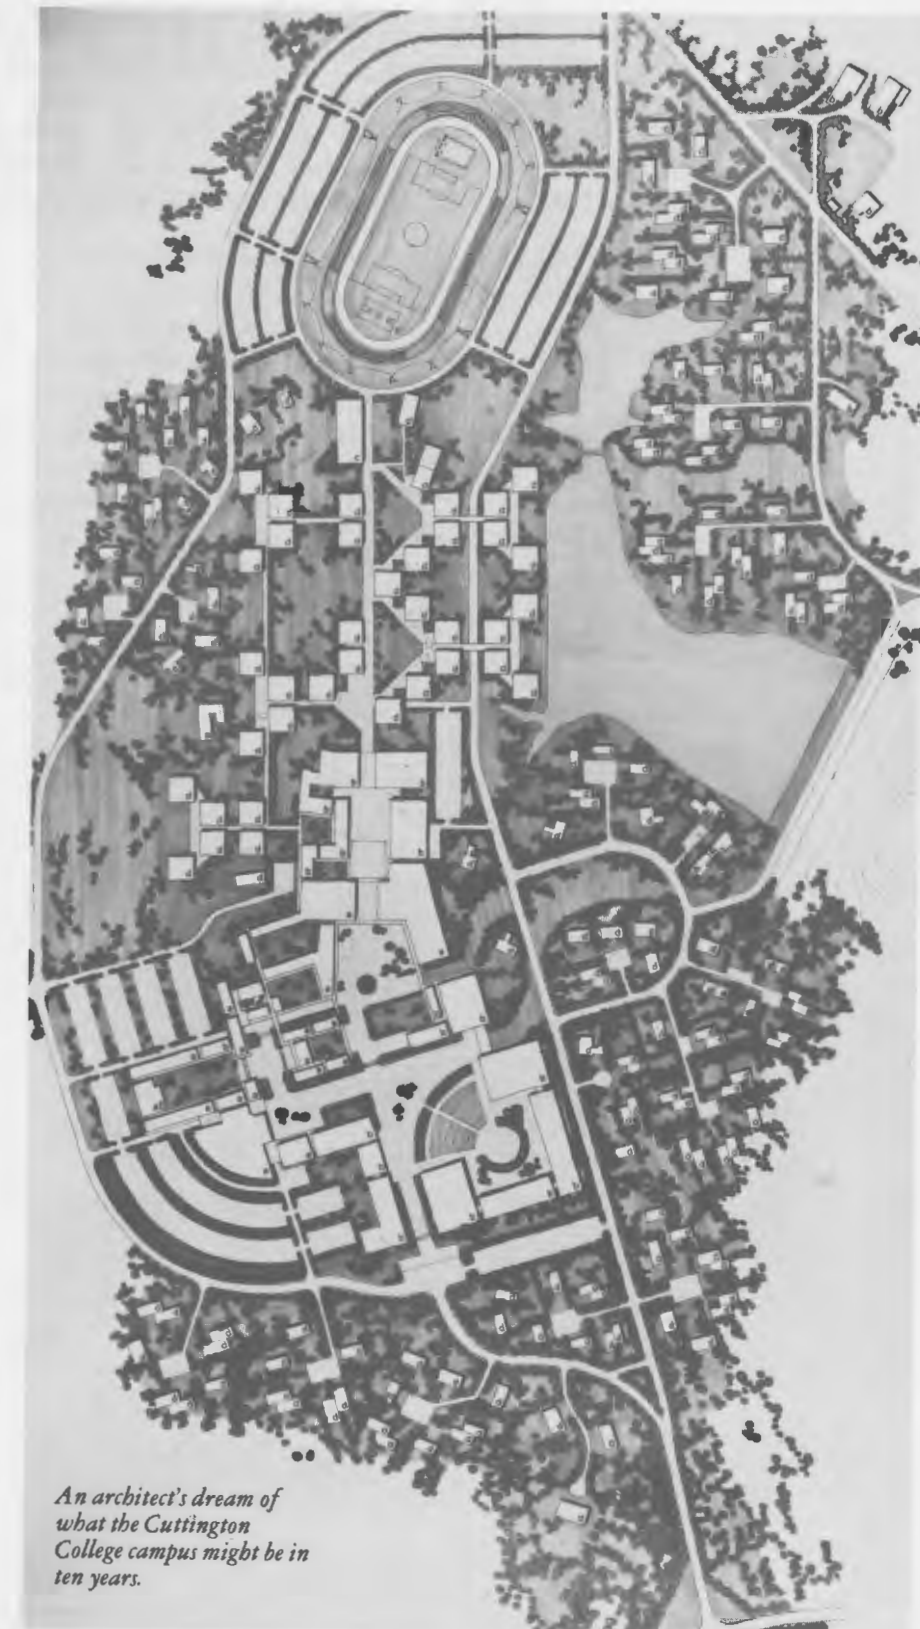 An architect's dream of
what the Cuttington
College campus might be in
ten years.